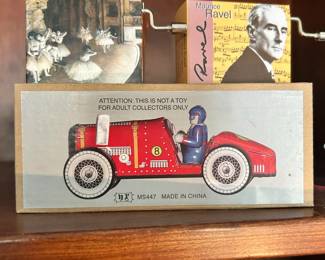 Maurice
Ravel
Ravel
ATTENTION: THIS IS NOT A TOY
FOR ADULT COLLECTORS ONLY
8
MS447 MADE IN CHINA